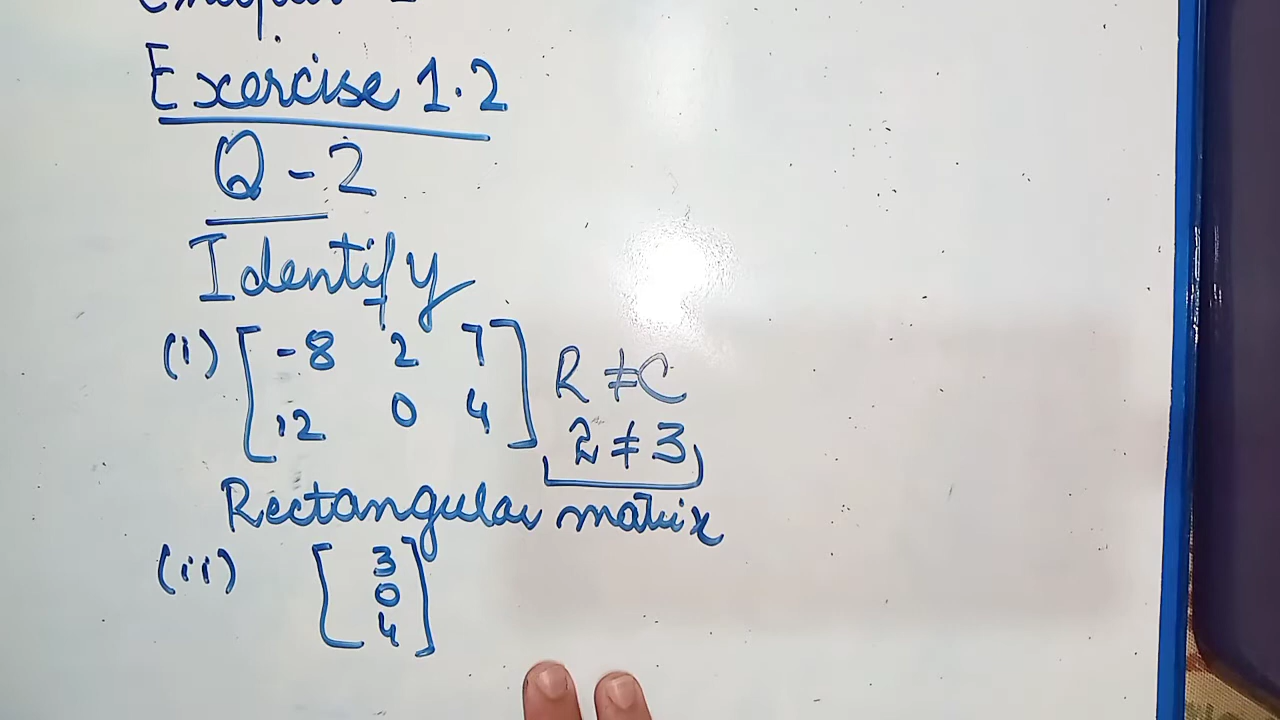 Exercise 1.2
Q - 2
Identify
(i) [ -8 2 7 ] R ≠ C
[ 12 0 4 ] 2 ≠ 3
Rectangular matrix
(ii) [ 3 ]
[ 0 ]
[ 4 ]